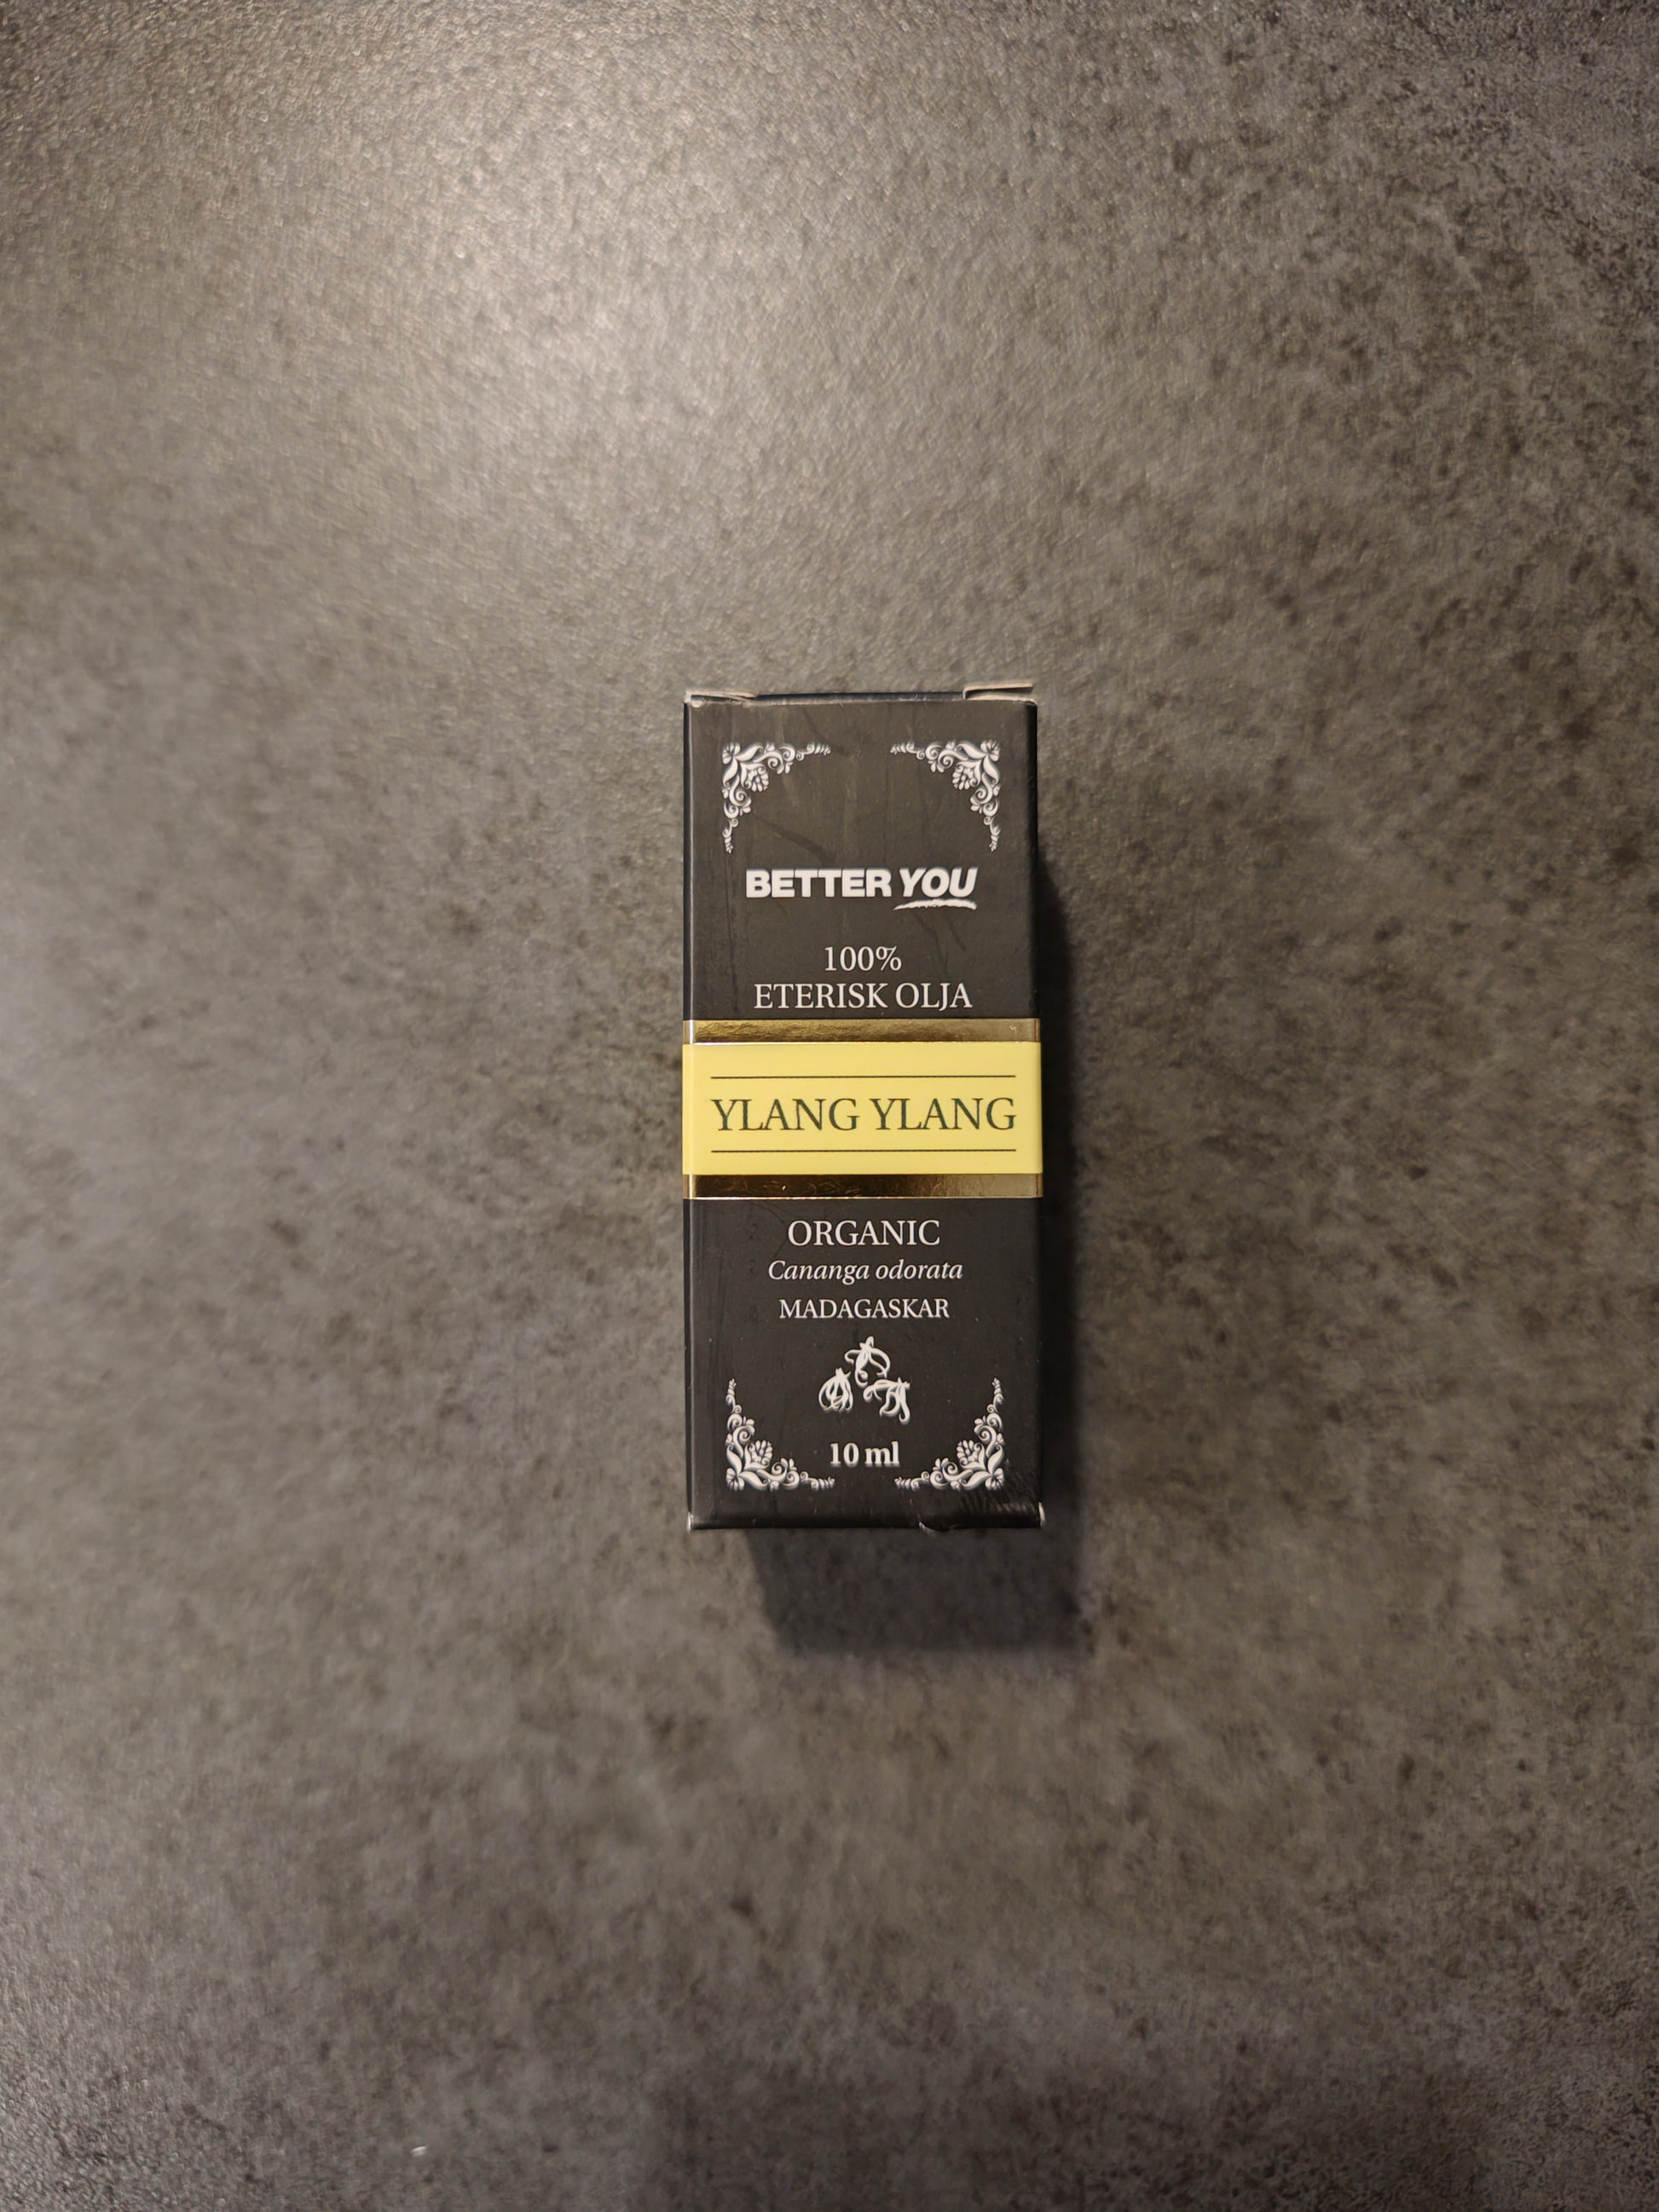 BETTER YOU
100%
ETERISK OLJA
YLANG YLANG
ORGANIC
Cananga odorata
MADAGASKAR
10 ml